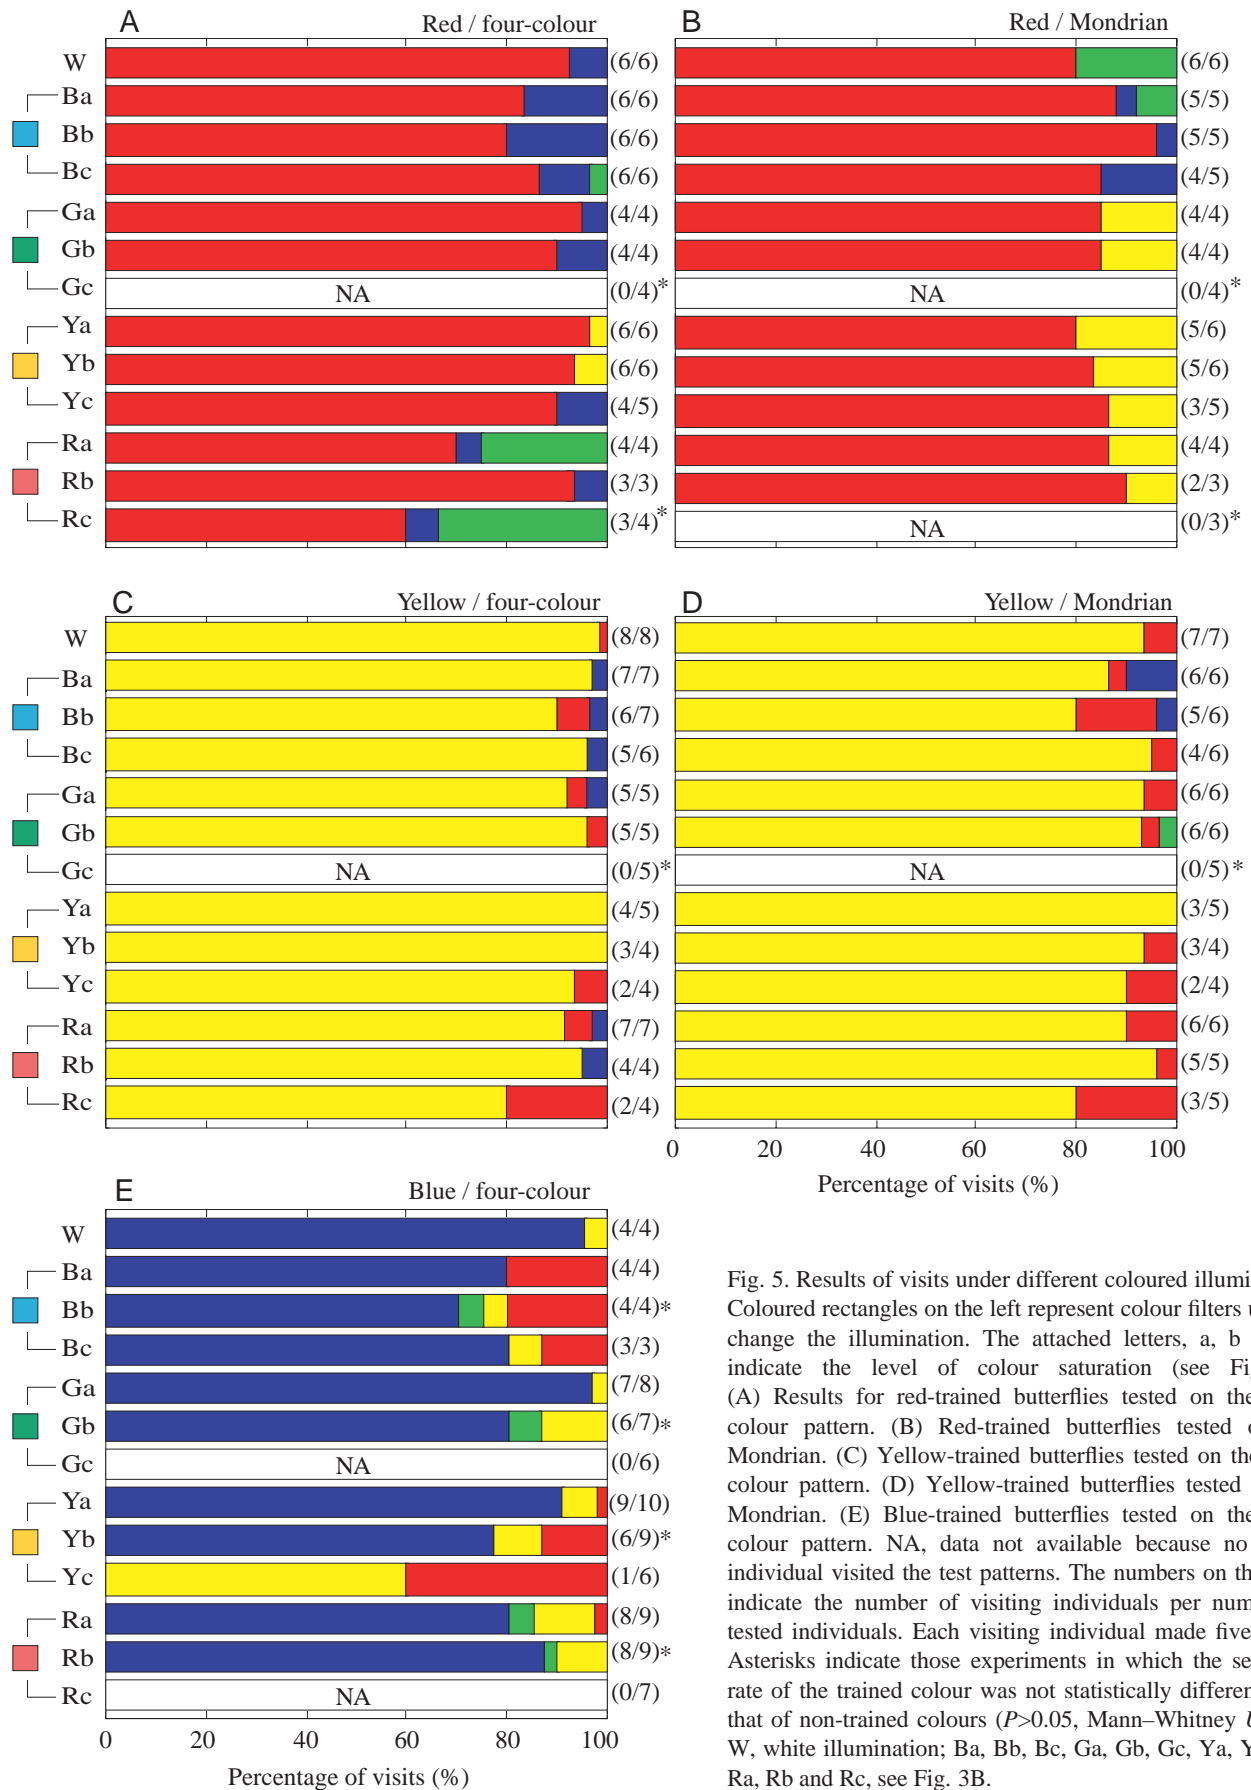 A Red / four-colour
W (6/6)
Ba (6/6)
Bb (6/6)
Bc (6/6)
Ga (4/4)
Gb (4/4)
Gc NA (0/4)*
Ya (6/6)
Yb (6/6)
Yc (4/5)
Ra (4/4)
Rb (3/3)
Rc (3/4)*
B Red / Mondrian
(6/6)
(5/5)
(5/5)
(4/5)
(4/4)
(4/4)
NA (0/4)*
(5/6)
(5/6)
(3/5)
(4/4)
(2/3)
NA (0/3)*
C Yellow / four-colour
W (8/8)
Ba (7/7)
Bb (6/7)
Bc (5/6)
Ga (5/5)
Gb (5/5)
Gc NA (0/5)*
Ya (4/5)
Yb (3/4)
Yc (2/4)
Ra (7/7)
Rb (4/4)
Rc (2/4)
D Yellow / Mondrian
(7/7)
(6/6)
(5/6)
(4/6)
(6/6)
(6/6)
NA (0/5)*
(3/5)
(3/4)
(2/4)
(6/6)
(5/5)
(3/5)
0 20 40 60 80 100
Percentage of visits (%)
E Blue / four-colour
W (4/4)
Ba (4/4)
Bb (4/4)*
Bc (3/3)
Ga (7/8)
Gb (6/7)*
Gc NA (0/6)
Ya (9/10)
Yb (6/9)*
Yc (1/6)
Ra (8/9)
Rb (8/9)*
Rc NA (0/7)
0 20 40 60 80 100
Percentage of visits (%)
Fig. 5. Results of visits under different coloured illumi
Coloured rectangles on the left represent colour filters
change the illumination. The attached letters, a, b
indicate the level of colour saturation (see Fi
(A) Results for red-trained butterflies tested on the
colour pattern. (B) Red-trained butterflies tested
Mondrian. (C) Yellow-trained butterflies tested on the
colour pattern. (D) Yellow-trained butterflies tested
Mondrian. (E) Blue-trained butterflies tested on the
colour pattern. NA, data not available because no
individual visited the test patterns. The numbers on th
indicate the number of visiting individuals per num
tested individuals. Each visiting individual made five
Asterisks indicate those experiments in which the se
rate of the trained colour was not statistically differen
that of non-trained colours (P>0.05, Mann–Whitney
W, white illumination; Ba, Bb, Bc, Ga, Gb, Gc, Ya, Y
Ra, Rb and Rc, see Fig. 3B.